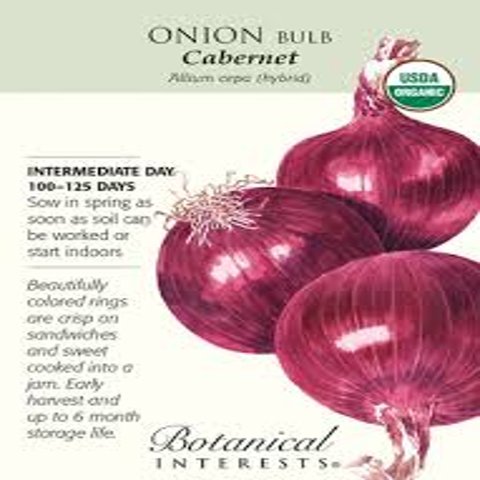 ONION BULB
Cabernet
Allium cepa (hybrid)
USDA
ORGANIC
INTERMEDIATE DAY
100–125 DAYS
Sow in spring as
soon as soil can
be worked or
start indoors
Beautifully
colored rings
are crisp on
sandwiches
and sweet
cooked into a
jam. Early
harvest and
up to 6 month
storage life.
Botanical
INTERESTS®